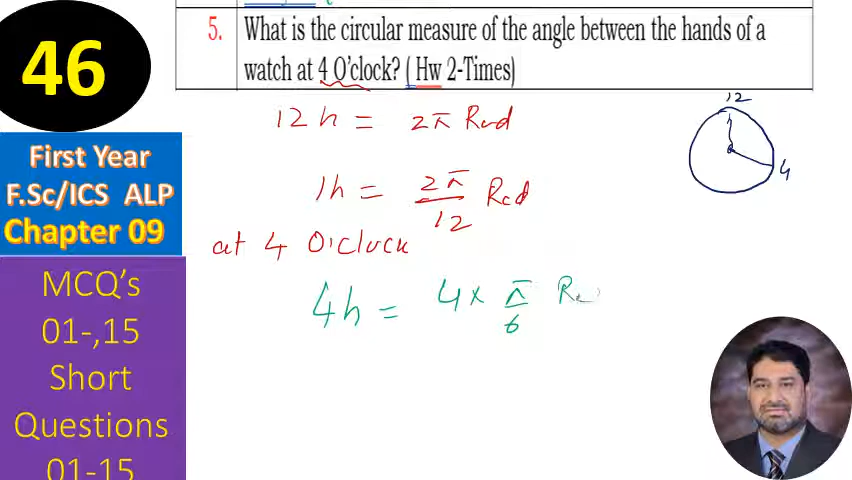 46
First Year
F.Sc/ICS ALP
Chapter 09
MCQ's
01-,15
Short
Questions
01-15
5. What is the circular measure of the angle between the hands of a
watch at 4 O'clock? ( Hw 2-Times)
12 h = 2π Rad
1h = 2π/12 Rad
at 4 O'Clock
4h = 4 × π/6 Ra
12
4